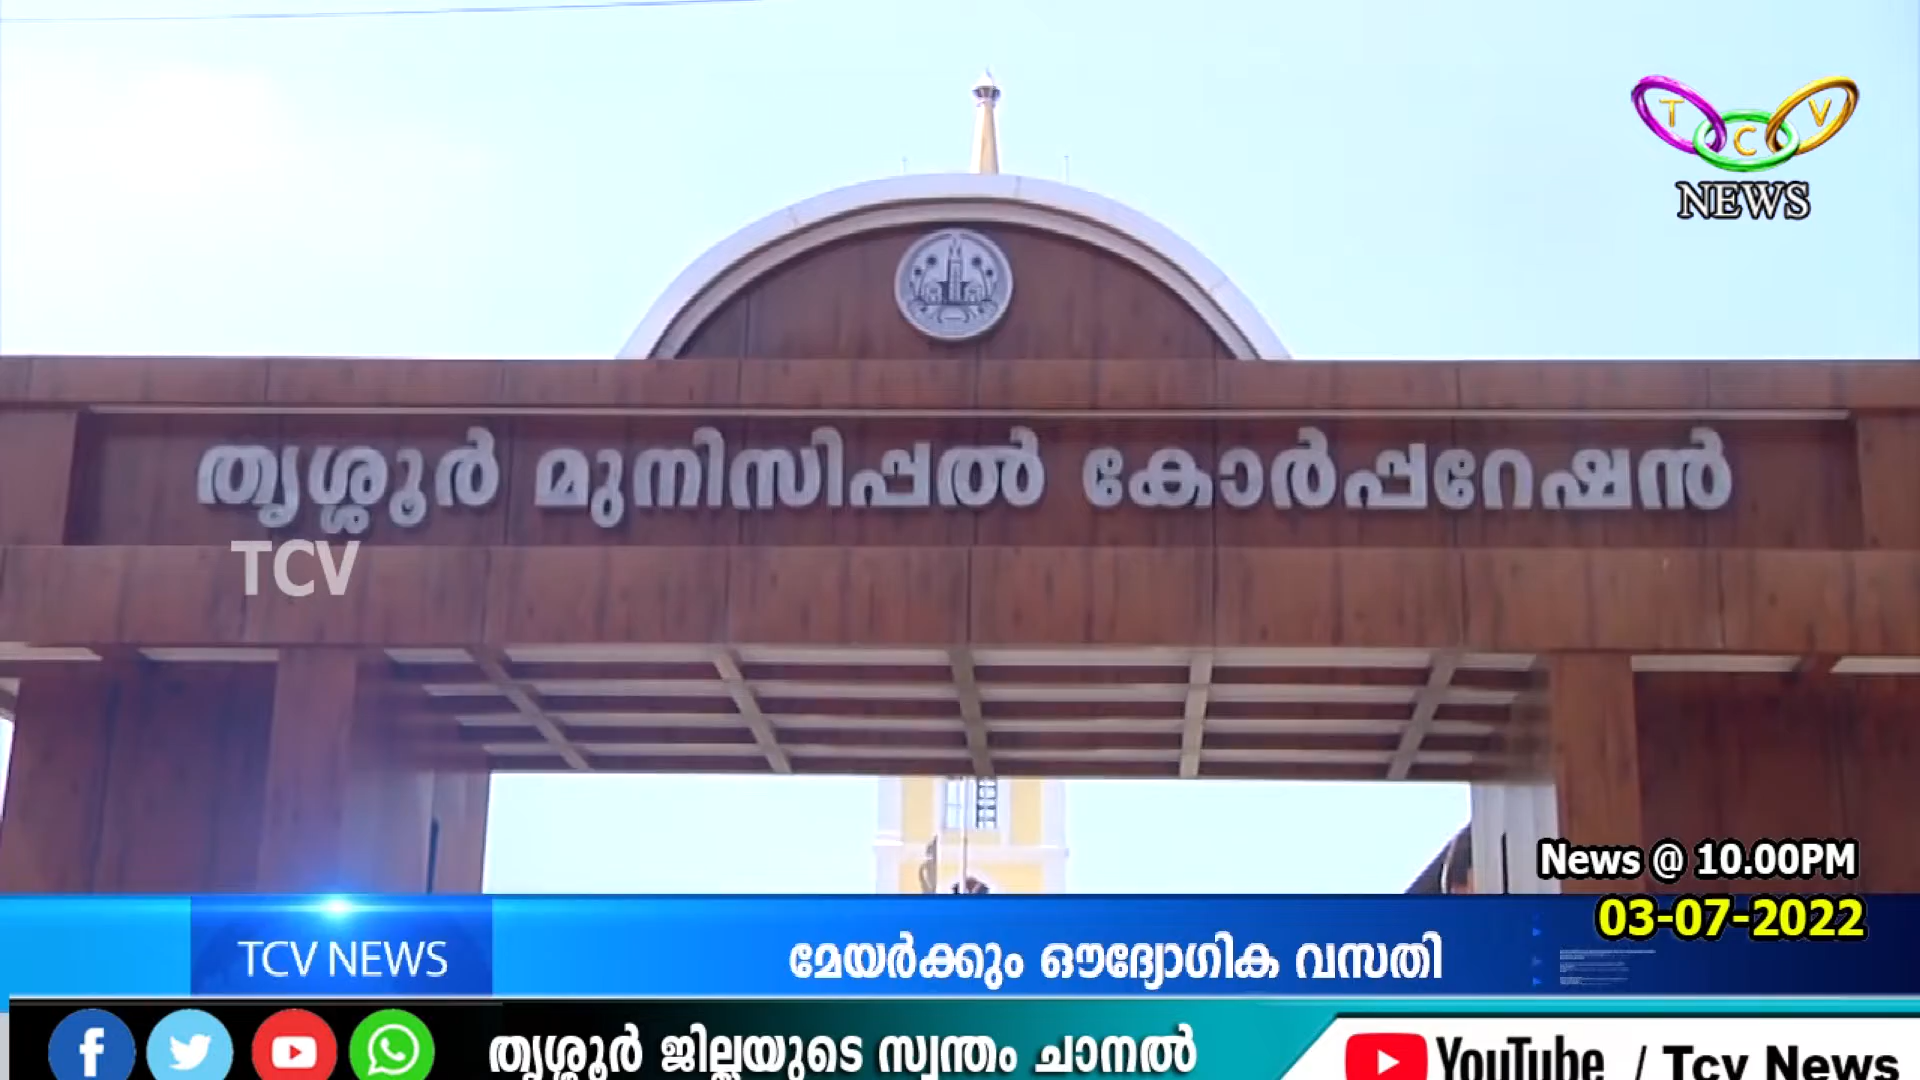 T C V
NEWS
തൃശ്ശൂർ മുനിസിപ്പൽ കോർപ്പറേഷൻ
TCV
News @ 10.00PM
03-07-2022
TCV NEWS
മേയർക്കും ഔദ്യോഗിക വസതി
തൃശ്ശൂർ ജില്ലയുടെ സ്വന്തം ചാനൽ
YouTube / Tcv News